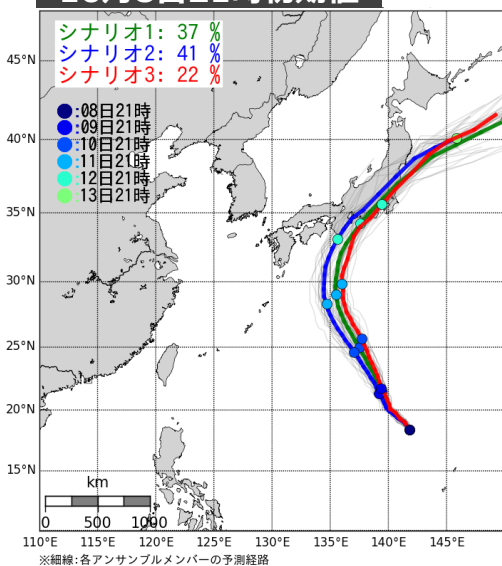 シナリオ1: 37 %
シナリオ2: 41 %
シナリオ3: 22 %
:08日21時
:09日21時
:10日21時
:11日21時
:12日21時
:13日21時
45°N
40°N
35°N
30°N
25°N
20°N
15°N
km
0 500 1000
110°E 115°E 120°E 125°E 130°E 135°E 140°E 145°E
※細線:各アンサンブルメンバーの予測経路